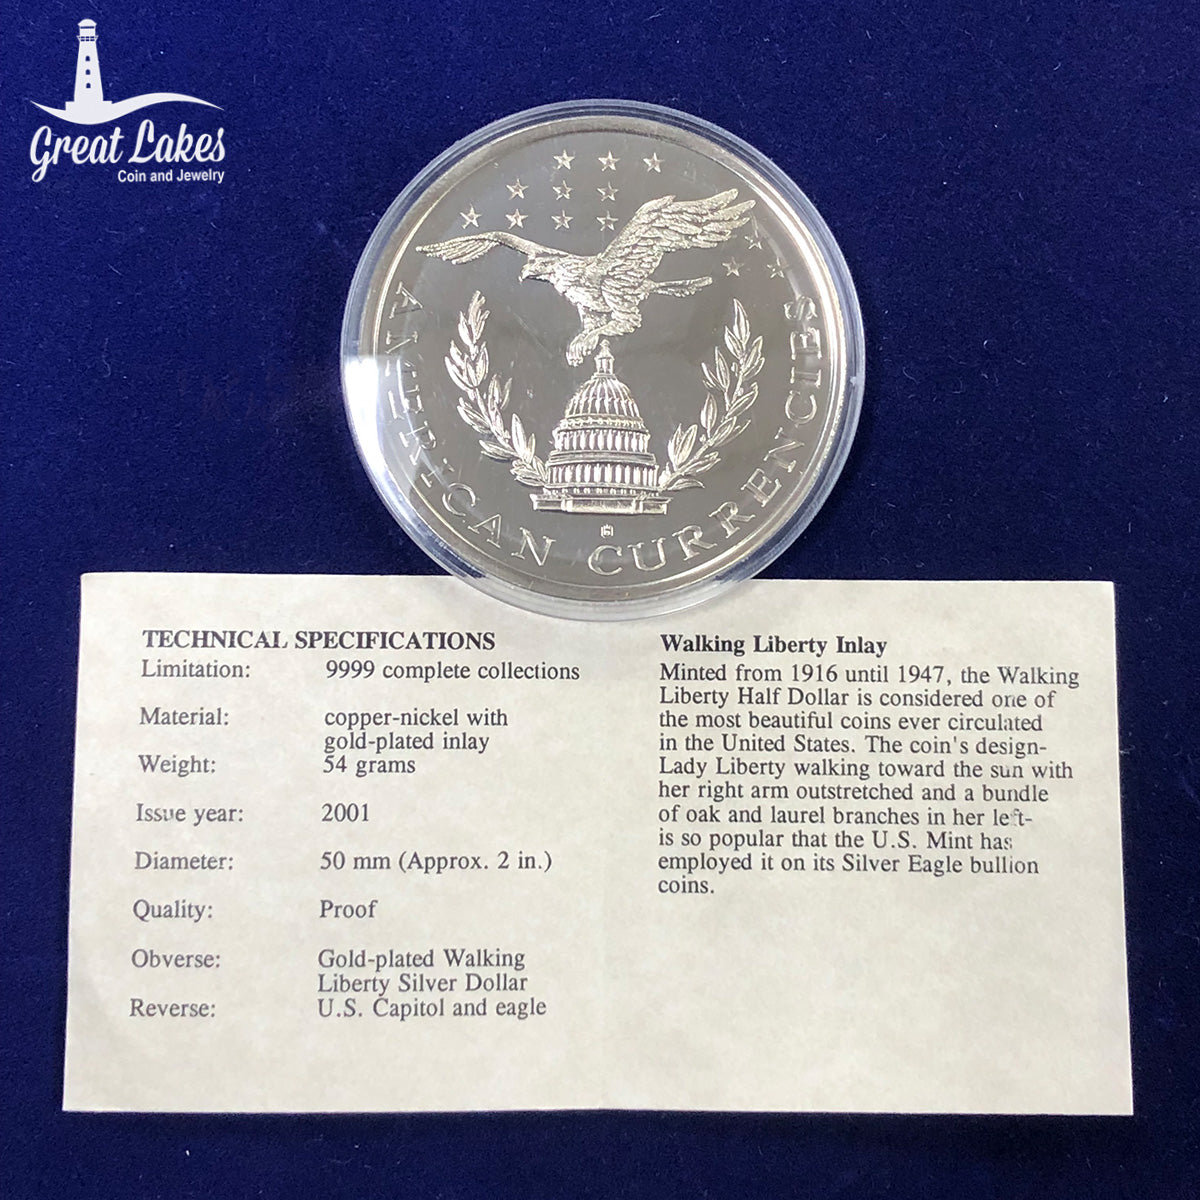 Great Lakes
Coin and Jewelry
AMERICAN CURRENCIES
TECHNICAL SPECIFICATIONS
Limitation: 9999 complete collections
Material: copper-nickel with
gold-plated inlay
Weight: 54 grams
Issue year: 2001
Diameter: 50 mm (Approx. 2 in.)
Quality: Proof
Obverse: Gold-plated Walking
Liberty Silver Dollar
Reverse: U.S. Capitol and eagle
Walking Liberty Inlay
Minted from 1916 until 1947, the Walking
Liberty Half Dollar is considered one of
the most beautiful coins ever circulated
in the United States. The coin's design-
Lady Liberty walking toward the sun with
her right arm outstretched and a bundle
of oak and laurel branches in her left-
is so popular that the U.S. Mint has
employed it on its Silver Eagle bullion
coins.